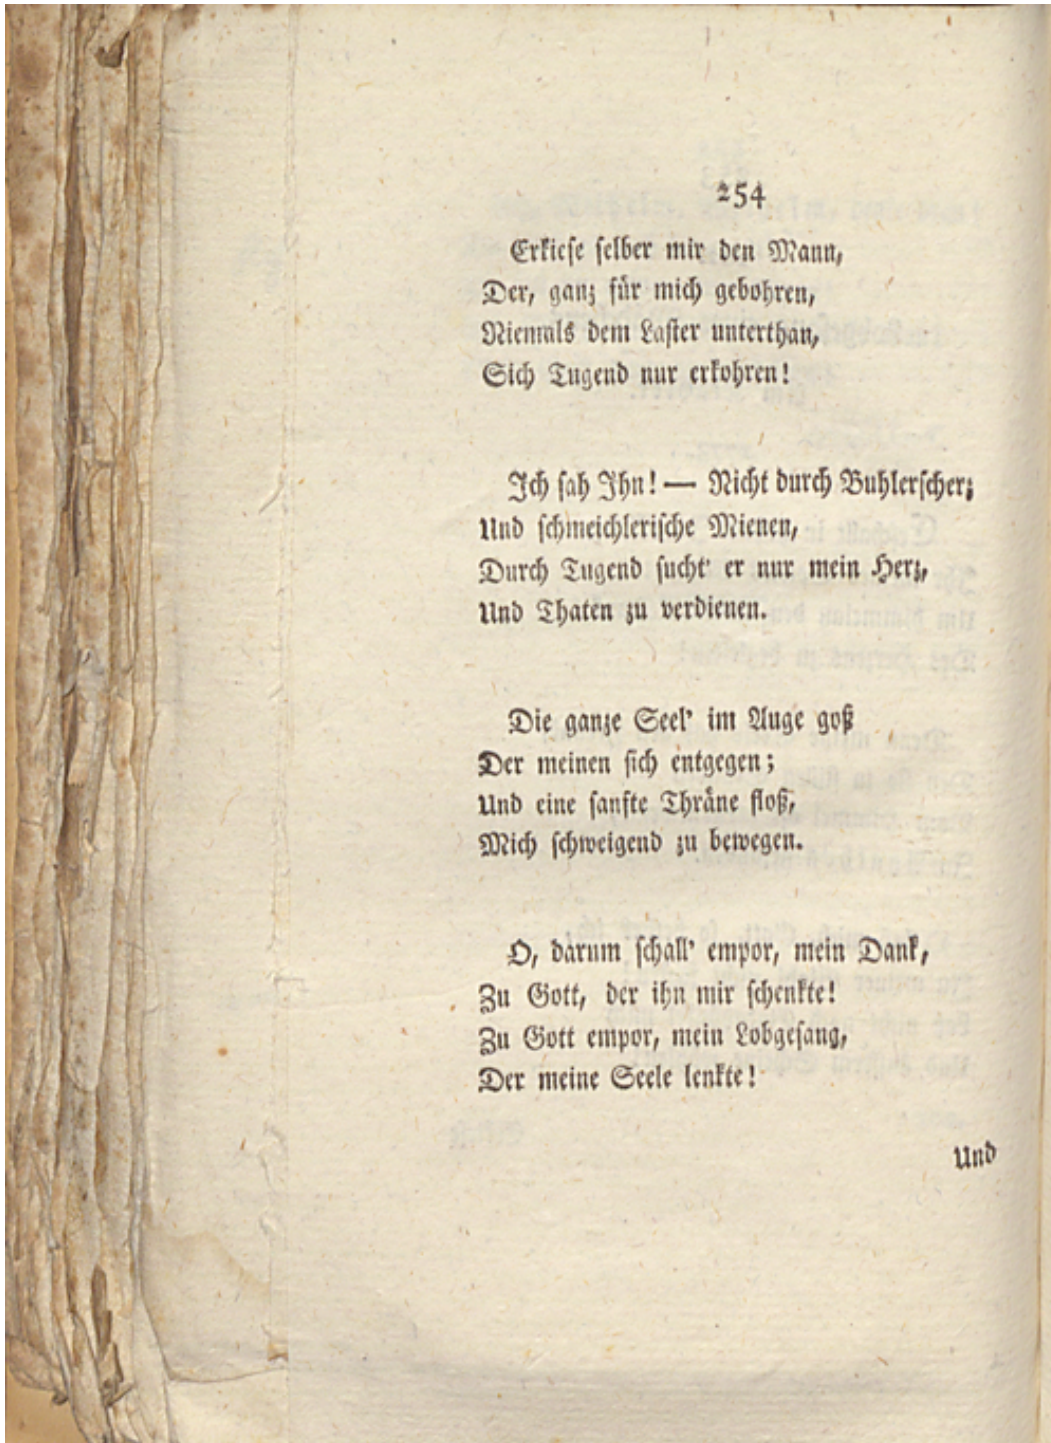 254
Erkiese selber mir den Mann,
Der, ganz für mich gebohren,
Niemals dem Laster unterthan,
Sich Tugend nur erkohren!
Ich sah Ihn! — Nicht durch Buhlerscherz
Und schmeichlerische Mienen,
Durch Tugend sucht' er nur mein Herz,
Und Thaten zu verdienen.
Die ganze Seel' im Auge goß
Der meinen sich entgegen;
Und eine sanfte Thräne floß,
Mich schweigend zu bewegen.
O, darum schall' empor, mein Dank,
Zu Gott, der ihn mir schenkte!
Zu Gott empor, mein Lobgesang,
Der meine Seele lenkte!
Und